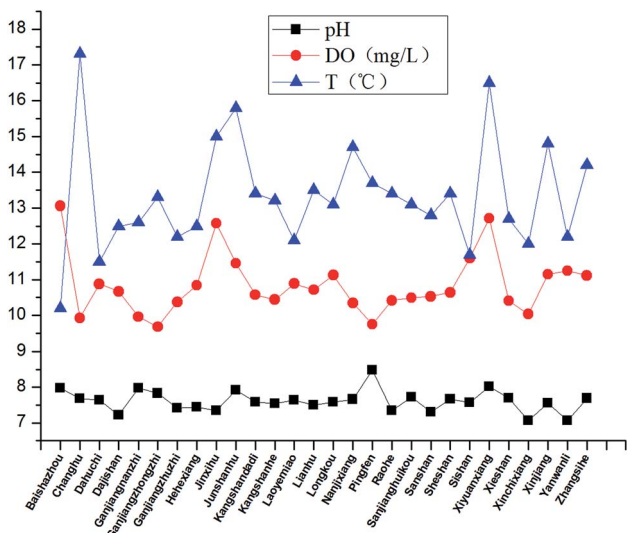 18
17
16
15
14
13
12
11
10
9
8
7
pH
DO（mg/L）
T（℃）
Baishazhou
Changhu
Dahuchi
Dajishan
Ganjiangnanzhi
Ganjiangzhongzhi
Ganjiangzhuzhi
Hehexiang
Jinxihu
Junshanhu
Kangshandadi
Kangshanhe
Laoyemiao
Lianhu
Longkou
Nanjixiang
Pingfen
Raohe
Sanjianghuikou
Sanshan
Sheshan
Sishan
Xiyuanxiang
Xieshan
Xinchixiang
Xinjiang
Yanwanli
Zhangsihe